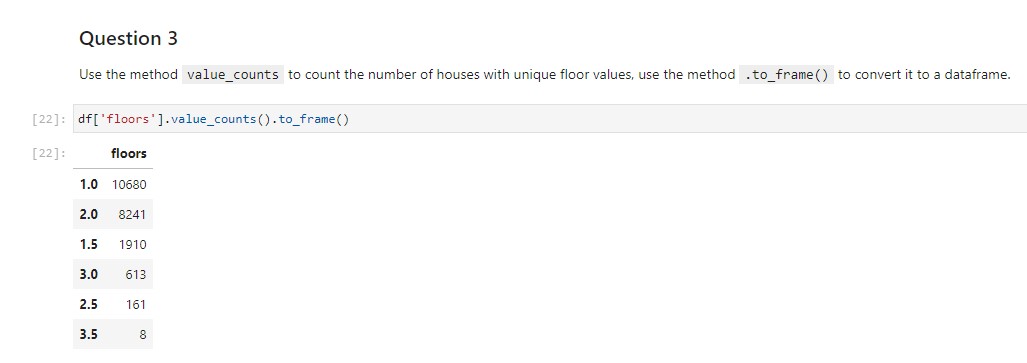 Question 3
Use the method value_counts to count the number of houses with unique floor values, use the method .to_frame() to convert it to a dataframe.
[22]: df['floors'].value_counts().to_frame()
[22]: floors
1.0 10680
2.0 8241
1.5 1910
3.0 613
2.5 161
3.5 8